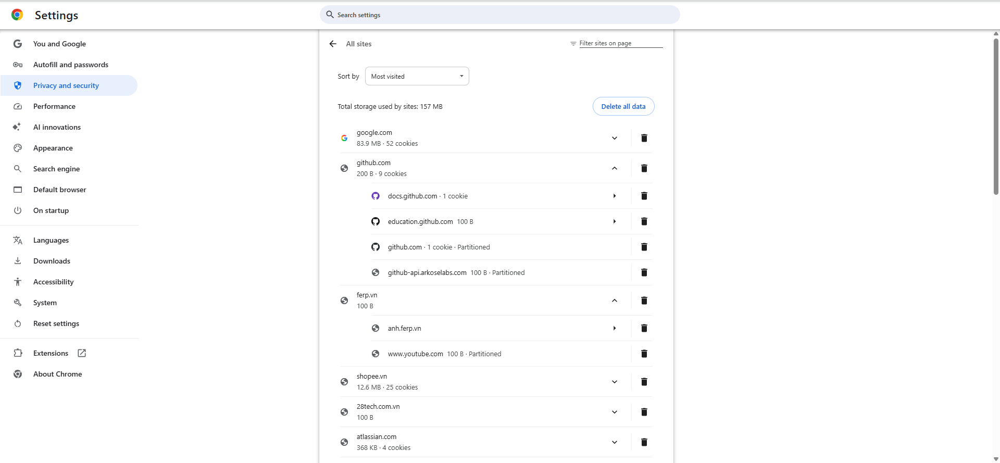 Settings
Search settings
You and Google
Autofill and passwords
Privacy and security
Performance
AI innovations
Appearance
Search engine
Default browser
On startup
Languages
Downloads
Accessibility
System
Reset settings
Extensions
About Chrome
All sites
Filter sites on page
Sort by Most visited
Total storage used by sites: 157 MB
Delete all data
google.com
83.9 MB · 52 cookies
github.com
200 B · 9 cookies
docs.github.com · 1 cookie
education.github.com 100 B
github.com · 1 cookie · Partitioned
github-api.arkoselabs.com 100 B · Partitioned
ferp.vn
100 B
anh.ferp.vn
www.youtube.com 100 B · Partitioned
shopee.vn
12.6 MB · 25 cookies
28tech.com.vn
100 B
atlassian.com
368 KB · 4 cookies